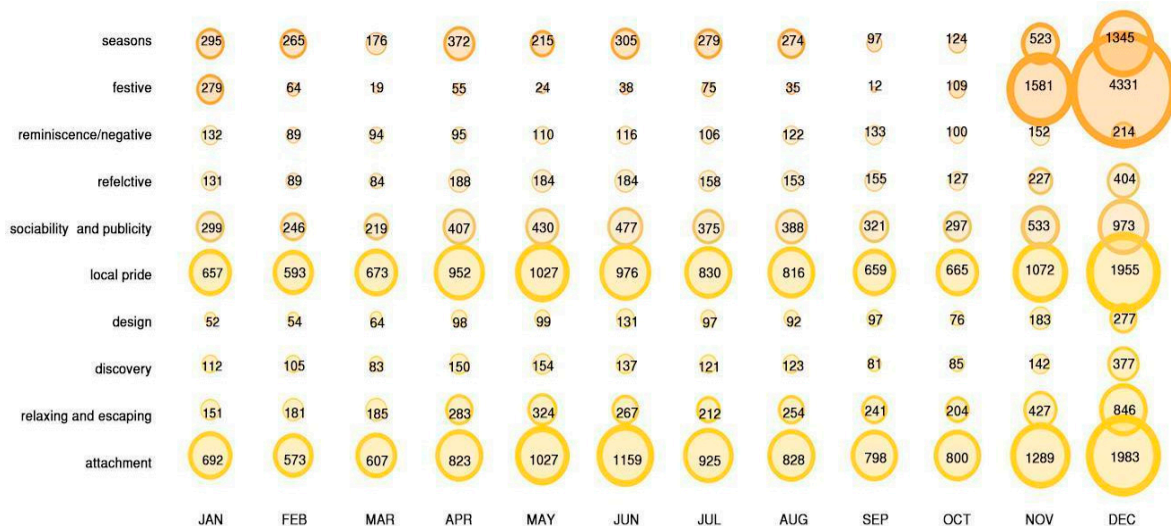 seasons 295 265 176 372 215 305 279 274 97 124 523 1345
festive 279 64 19 55 24 38 75 35 12 109 1581 4331
reminiscence/negative 132 89 94 95 110 116 106 122 133 100 152 214
refelctive 131 89 84 188 184 184 158 153 155 127 227 404
sociability and publicity 299 246 219 407 430 477 375 388 321 297 533 973
local pride 657 593 673 952 1027 976 830 816 659 665 1072 1955
design 52 54 64 98 99 131 97 92 97 76 183 277
discovery 112 105 83 150 154 137 121 123 81 85 142 377
relaxing and escaping 151 181 185 283 324 267 212 254 241 204 427 846
attachment 692 573 607 823 1027 1159 925 828 798 800 1289 1983
JAN FEB MAR APR MAY JUN JUL AUG SEP OCT NOV DEC